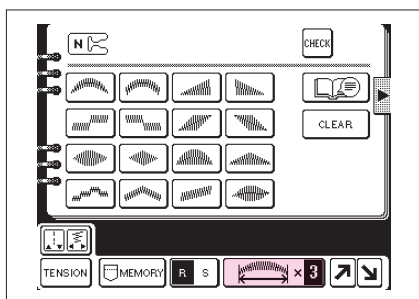 N
CHECK
CLEAR
TENSION
MEMORY
R S
× 3